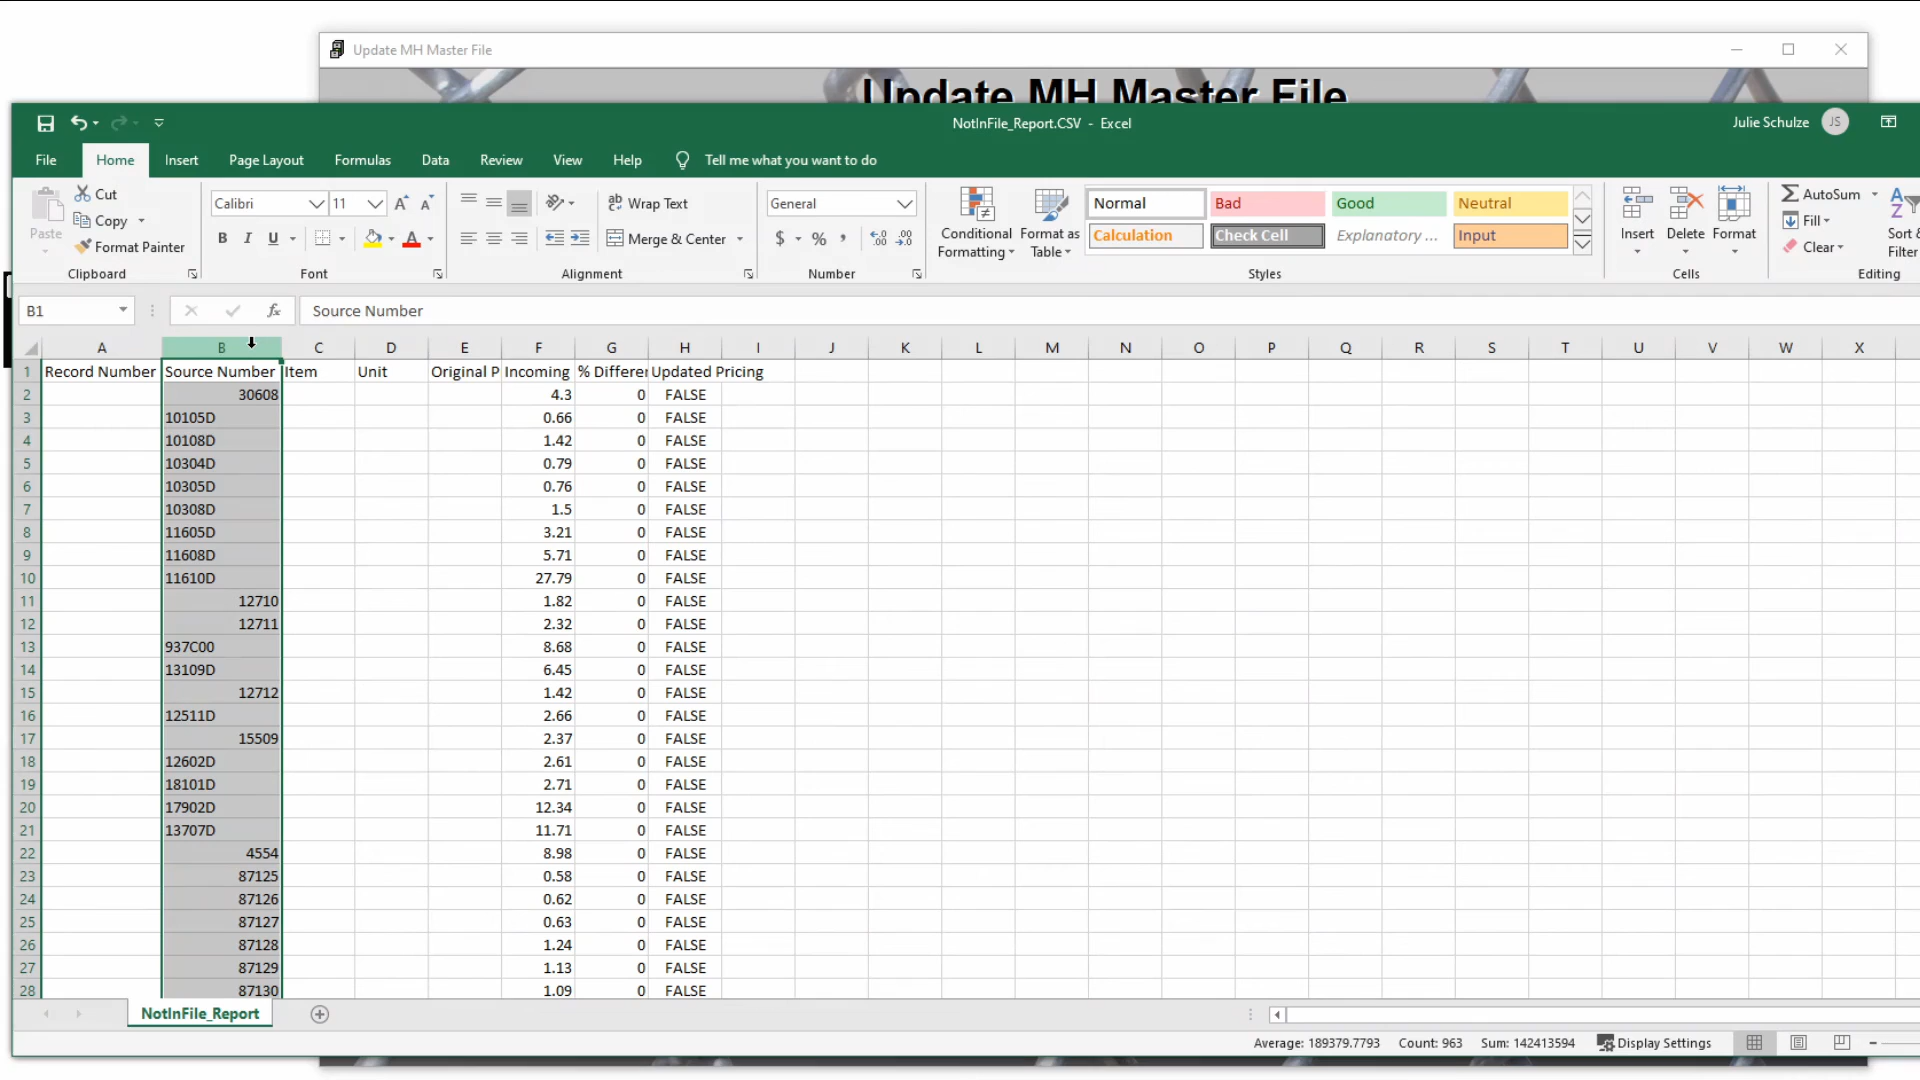 Update MH Master File
Update MH Master File
NotInFile_Report.CSV - Excel
Julie Schulze JS
File Home Insert Page Layout Formulas Data Review View Help Tell me what you want to do
Paste
Cut
Copy
Format Painter
Clipboard
Calibri 11
B I U
Font
Wrap Text
Merge & Center
Alignment
General
$ %
Number
Conditional Formatting
Format as Table
Normal Bad Good Neutral
Calculation Check Cell Explanatory ... Input
Styles
Insert Delete Format
Cells
AutoSum
Fill
Clear
Sort &
Filter
Editing
B1 fx Source Number
A B C D E F G H I J K L M N O P Q R S T U V W X
1 Record Number Source Number Item Unit Original P Incoming % Differer Updated Pricing
2 30608 4.3 0 FALSE
3 10105D 0.66 0 FALSE
4 10108D 1.42 0 FALSE
5 10304D 0.79 0 FALSE
6 10305D 0.76 0 FALSE
7 10308D 1.5 0 FALSE
8 11605D 3.21 0 FALSE
9 11608D 5.71 0 FALSE
10 11610D 27.79 0 FALSE
11 12710 1.82 0 FALSE
12 12711 2.32 0 FALSE
13 937C00 8.68 0 FALSE
14 13109D 6.45 0 FALSE
15 12712 1.42 0 FALSE
16 12511D 2.66 0 FALSE
17 15509 2.37 0 FALSE
18 12602D 2.61 0 FALSE
19 18101D 2.71 0 FALSE
20 17902D 12.34 0 FALSE
21 13707D 11.71 0 FALSE
22 4554 8.98 0 FALSE
23 87125 0.58 0 FALSE
24 87126 0.62 0 FALSE
25 87127 0.63 0 FALSE
26 87128 1.24 0 FALSE
27 87129 1.13 0 FALSE
28 87130 1.09 0 FALSE
NotInFile_Report
Average: 189379.7793 Count: 963 Sum: 142413594 Display Settings